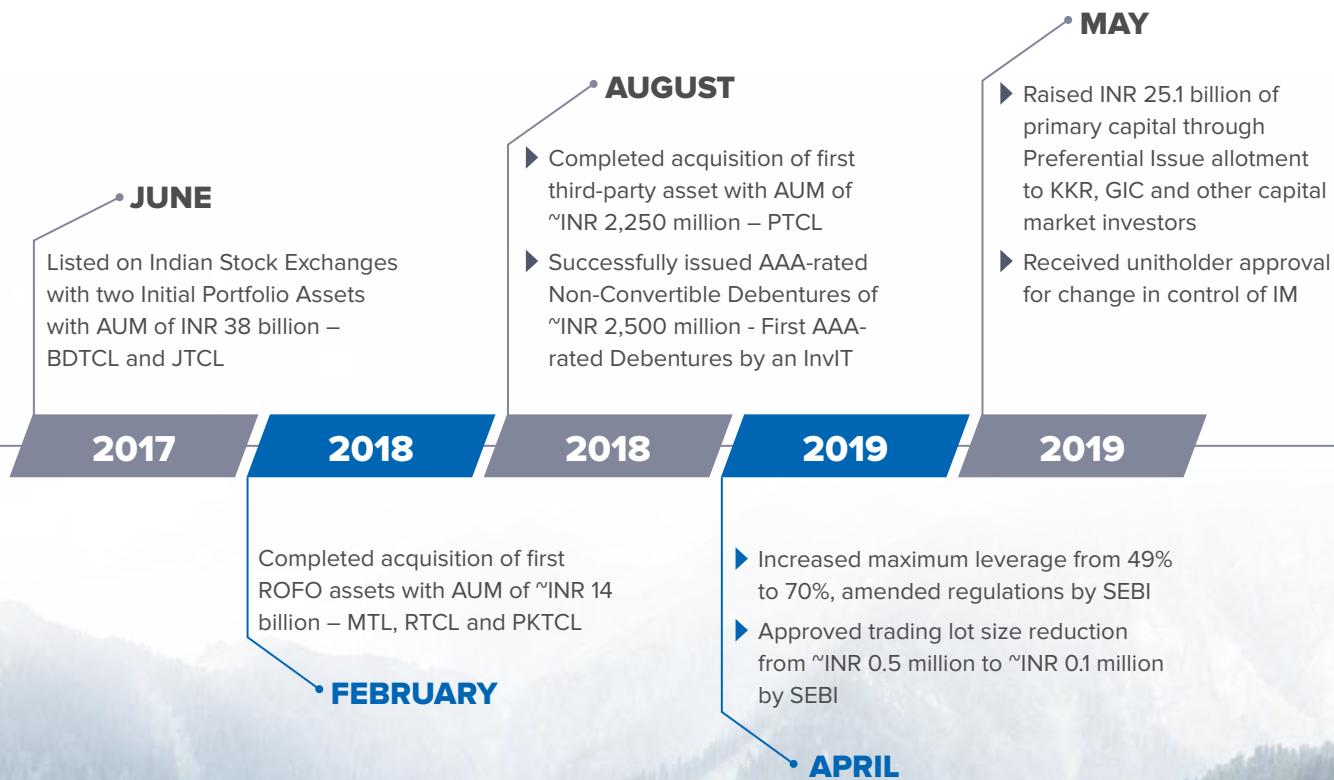 JUNE
Listed on Indian Stock Exchanges
with two Initial Portfolio Assets
with AUM of INR 38 billion –
BDTCL and JTCL
2017
2018
Completed acquisition of first
ROFO assets with AUM of ~INR 14
billion – MTL, RTCL and PKTCL
FEBRUARY
AUGUST
Completed acquisition of first
third-party asset with AUM of
~INR 2,250 million – PTCL
Successfully issued AAA-rated
Non-Convertible Debentures of
~INR 2,500 million - First AAA-
rated Debentures by an InvIT
2018
2019
Increased maximum leverage from 49%
to 70%, amended regulations by SEBI
Approved trading lot size reduction
from ~INR 0.5 million to ~INR 0.1 million
by SEBI
APRIL
MAY
Raised INR 25.1 billion of
primary capital through
Preferential Issue allotment
to KKR, GIC and other capital
market investors
Received unitholder approval
for change in control of IM
2019